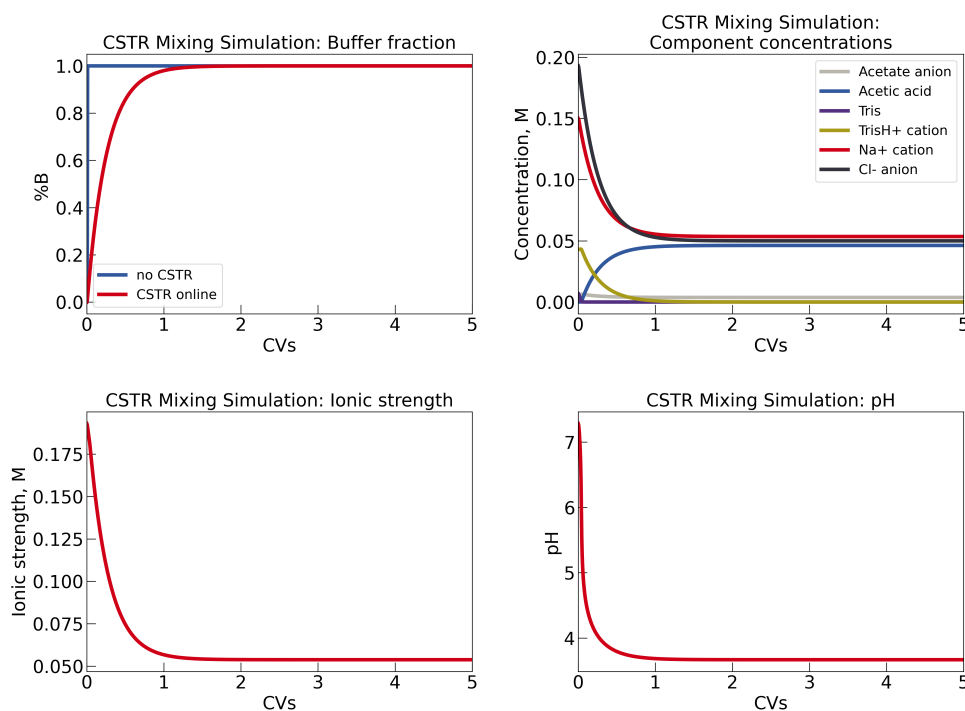 CSTR Mixing Simulation: Buffer fraction
%B
1.0
0.8
0.6
0.4
0.2
0.0
no CSTR
CSTR online
0 1 2 3 4 5
CVs
CSTR Mixing Simulation:
Component concentrations
Concentration, M
0.20
0.15
0.10
0.05
0.00
Acetate anion
Acetic acid
Tris
TrisH+ cation
Na+ cation
Cl- anion
0 1 2 3 4 5
CVs
CSTR Mixing Simulation: Ionic strength
Ionic strength, M
0.175
0.150
0.125
0.100
0.075
0.050
0 1 2 3 4 5
CVs
CSTR Mixing Simulation: pH
pH
7
6
5
4
0 1 2 3 4 5
CVs